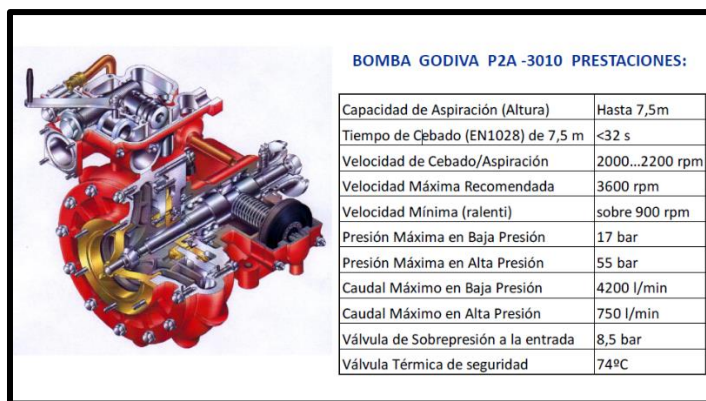 BOMBA GODIVA P2A -3010 PRESTACIONES:
Capacidad de Aspiración (Altura) Hasta 7,5m
Tiempo de Cebado (EN1028) de 7,5 m <32 s
Velocidad de Cebado/Aspiración 2000...2200 rpm
Velocidad Máxima Recomendada 3600 rpm
Velocidad Mínima (ralenti) sobre 900 rpm
Presión Máxima en Baja Presión 17 bar
Presión Máxima en Alta Presión 55 bar
Caudal Máximo en Baja Presión 4200 l/min
Caudal Máximo en Alta Presión 750 l/min
Válvula de Sobrepresión a la entrada 8,5 bar
Válvula Térmica de seguridad 74ºC